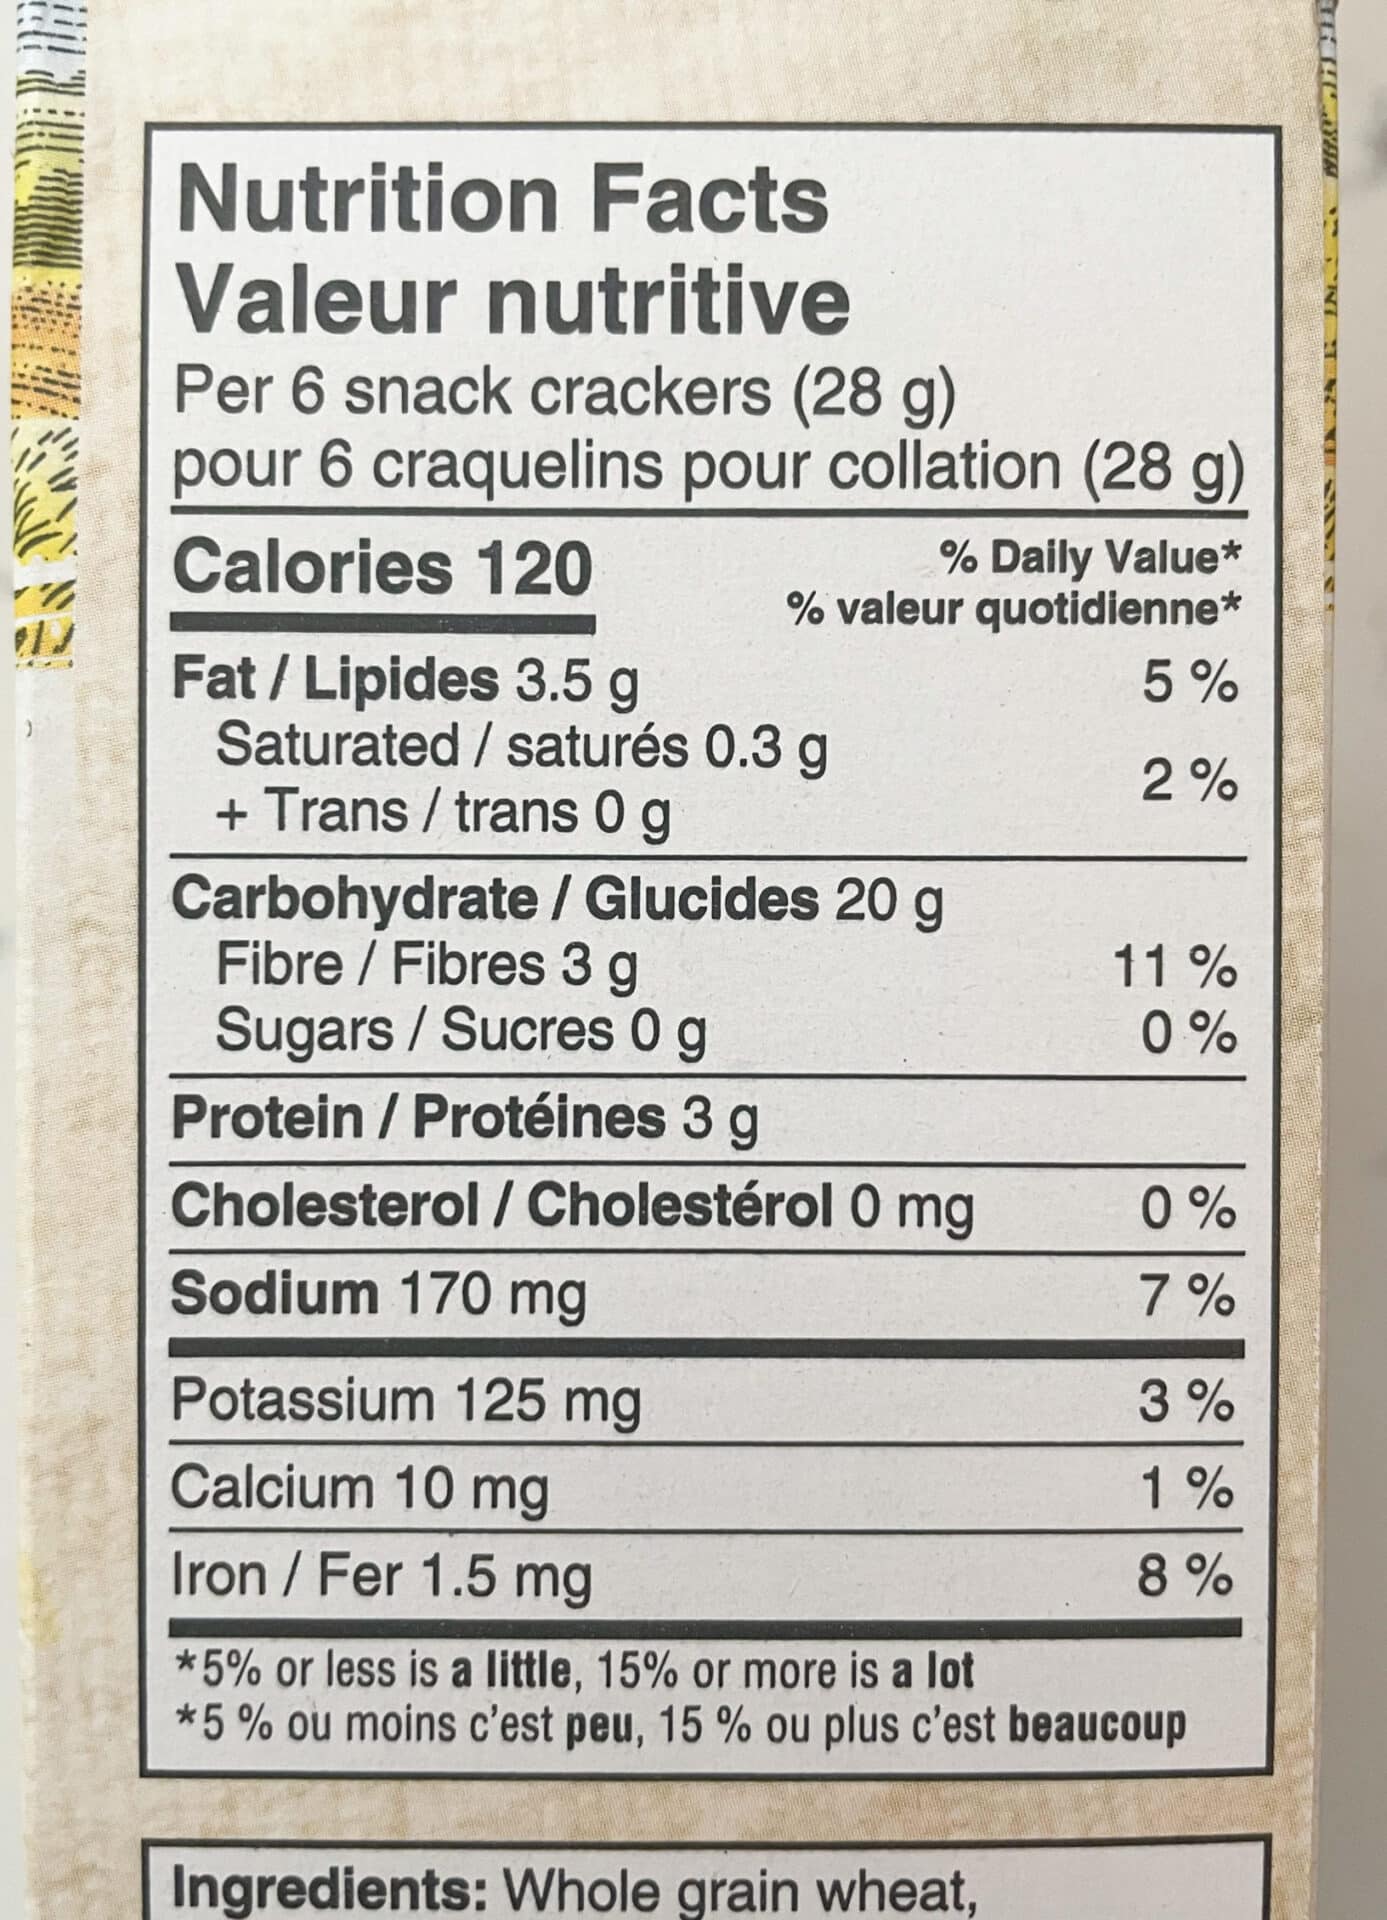 Nutrition Facts
Valeur nutritive
Per 6 snack crackers (28 g)
pour 6 craquelins pour collation (28 g)
Calories 120
% Daily Value*
% valeur quotidienne*
Fat / Lipides 3.5 g 5 %
Saturated / saturés 0.3 g
+ Trans / trans 0 g 2 %
Carbohydrate / Glucides 20 g
Fibre / Fibres 3 g 11 %
Sugars / Sucres 0 g 0 %
Protein / Protéines 3 g
Cholesterol / Cholestérol 0 mg 0 %
Sodium 170 mg 7 %
Potassium 125 mg 3 %
Calcium 10 mg 1 %
Iron / Fer 1.5 mg 8 %
*5% or less is a little, 15% or more is a lot
*5 % ou moins c'est peu, 15 % ou plus c'est beaucoup
Ingredients: Whole grain wheat,